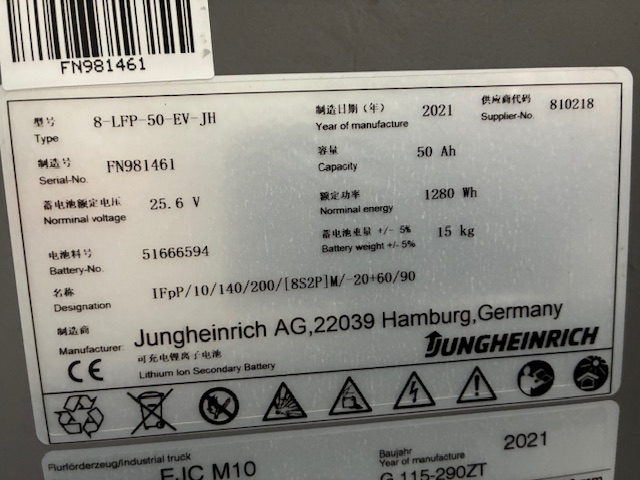 FN981461
型号 8-LFP-50-EV-JH 制造日期（年） 2021 供应商代码 810218
Type Year of manufacture Supplier-No.
制造号 FN981461 容量 50 Ah
Serial-No. Capacity
蓄电池额定电压 25.6 V 额定功率 1280 Wh
Norminal voltage Norminal energy
电池料号 51666594 蓄电池重量 +/- 5% 15 kg
Battery-No. Battery weight +/- 5%
名称 IFpP/10/140/200/[8S2P]M/-20+60/90
Designation
制造商
Manufacturer Jungheinrich AG,22039 Hamburg,Germany
可充电锂离子电池
Lithium Ion Secondary Battery
CE
JUNGHEINRICH
Flurförderzeug/industrial truck Baujahr 2021
EJC M10 Year of manufacture
G 115-290ZT